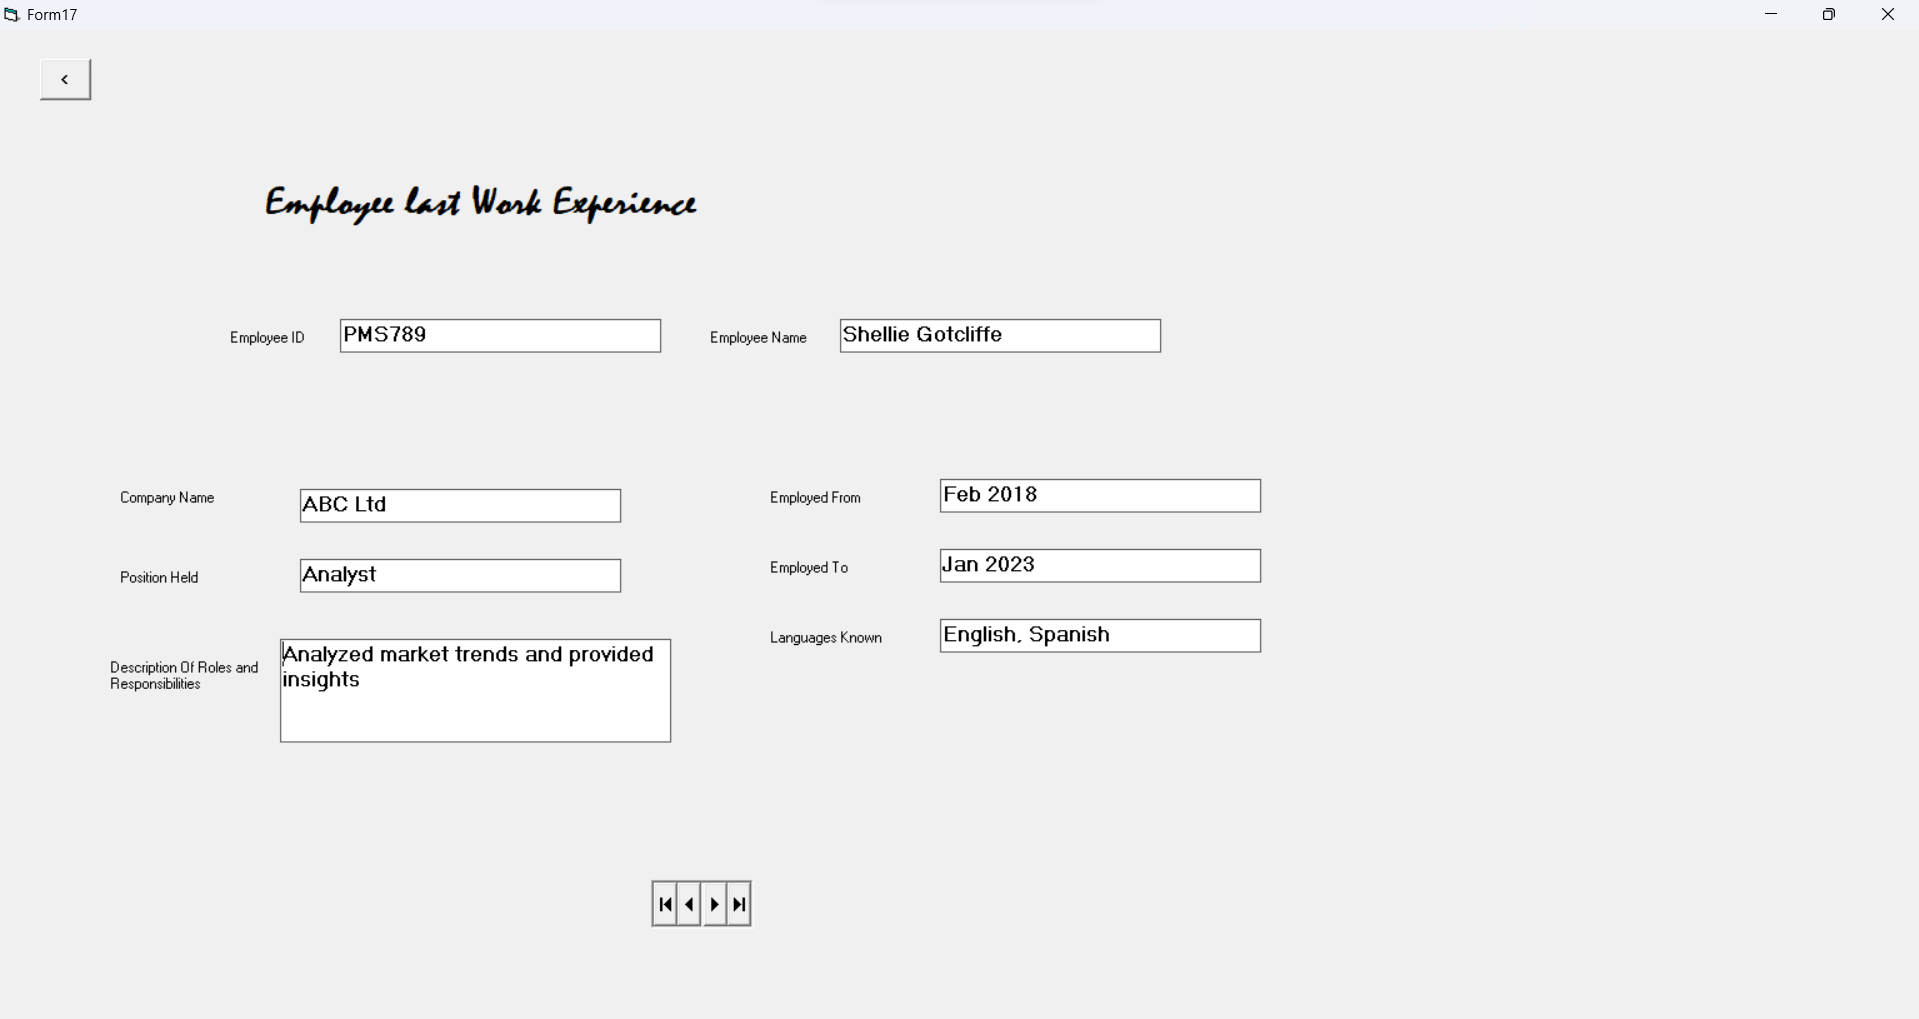 Form17
<
Employee last Work Experience
Employee ID
PMS789
Employee Name
Shellie Gotcliffe
Company Name
ABC Ltd
Employed From
Feb 2018
Position Held
Analyst
Employed To
Jan 2023
Languages Known
English, Spanish
Description Of Roles and
Responsibilities
Analyzed market trends and provided
insights